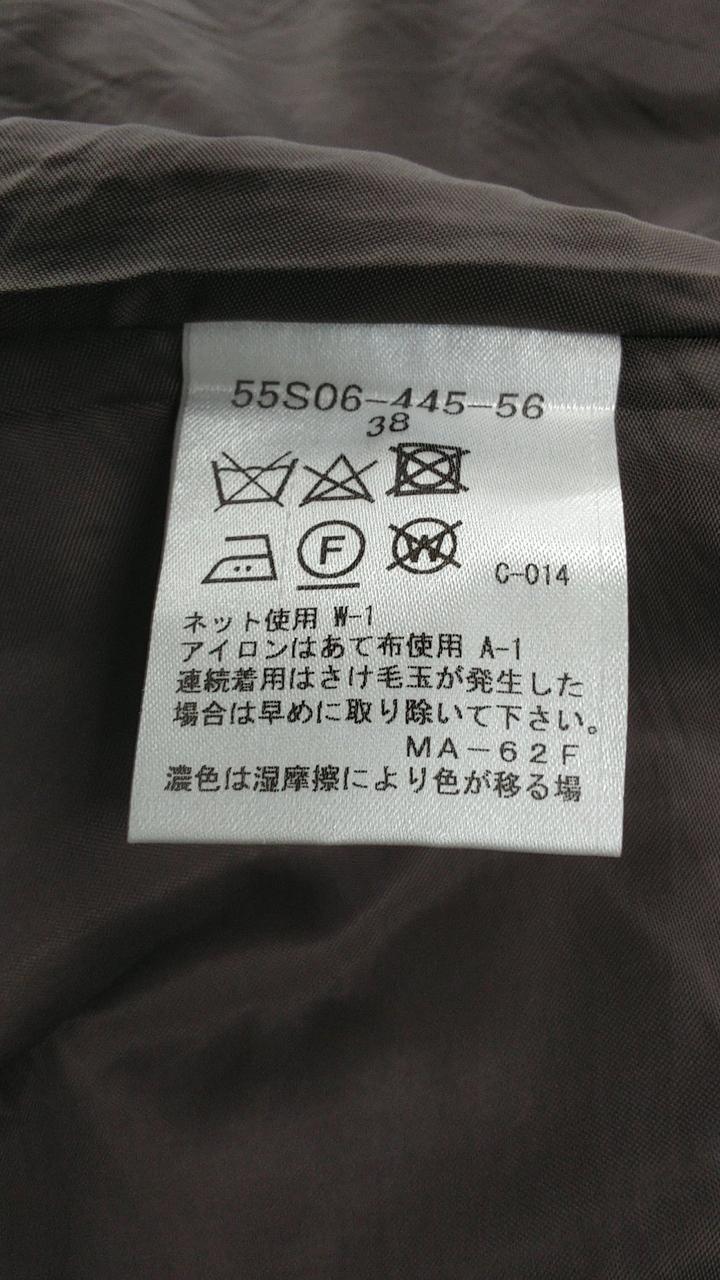 55S06-445-56
38
F W C-014
ネット使用 W-1
アイロンはあて布使用 A-1
連続着用はさけ毛玉が発生した
場合は早めに取り除いて下さい。
MA-62F
濃色は湿摩擦により色が移る場